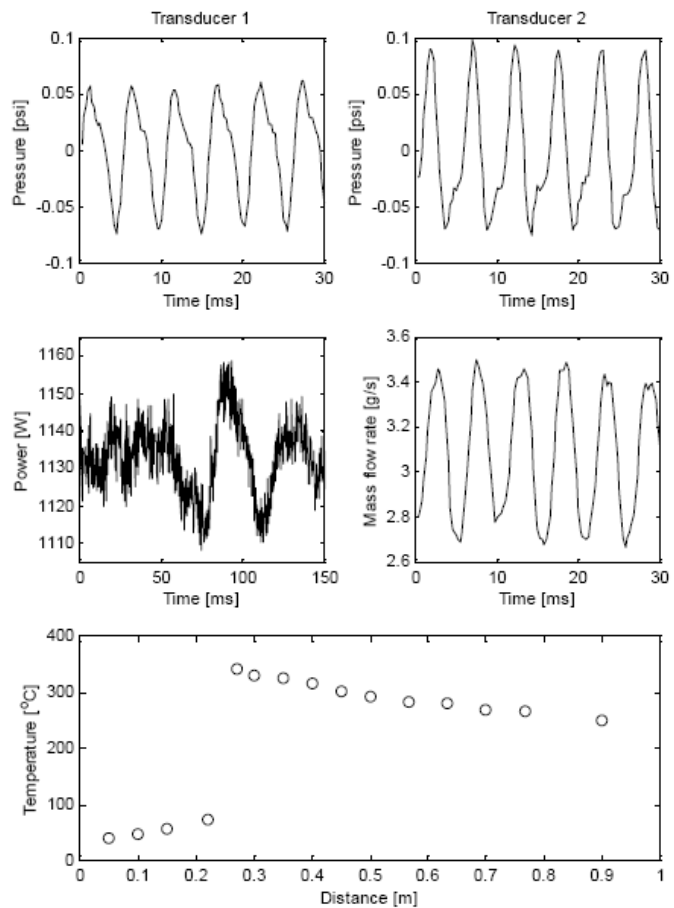 Transducer 1
Transducer 2
0.1
0.05
0
-0.05
-0.1
Pressure [psi]
0 10 20 30
Time [ms]
0.1
0.05
0
-0.05
-0.1
Pressure [psi]
0 10 20 30
Time [ms]
1160
1150
1140
1130
1120
1110
Power [W]
0 50 100 150
Time [ms]
3.6
3.4
3.2
3
2.8
2.6
Mass flow rate [g/s]
0 10 20 30
Time [ms]
400
300
200
100
0
Temperature [°C]
0 0.1 0.2 0.3 0.4 0.5 0.6 0.7 0.8 0.9 1
Distance [m]